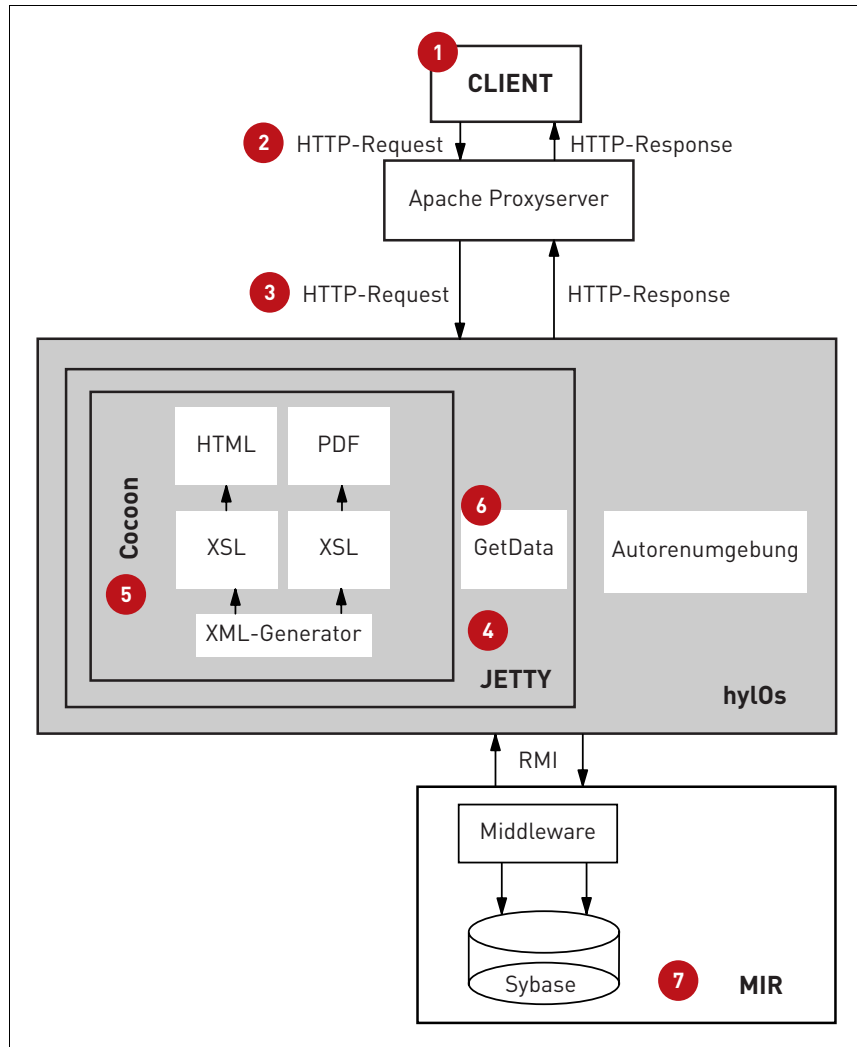 1
CLIENT
2 HTTP-Request HTTP-Response
Apache Proxyserver
3 HTTP-Request HTTP-Response
HTML PDF
Cocoon
6
XSL XSL GetData Autorenumgebung
5
XML-Generator 4
JETTY
hylOs
RMI
Middleware
Sybase 7 MIR